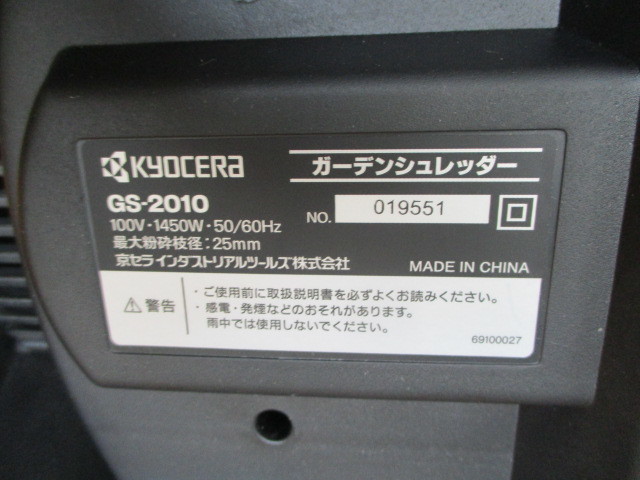 KYOCERA ガーデンシュレッダー
GS-2010 NO. 019551
100V・1450W・50/60Hz
最大粉砕枝径：25mm
京セラインダストリアルツールズ株式会社 MADE IN CHINA
警告
・ご使用前に取扱説明書を必ずよくお読みください。
・感電・発煙などのおそれがあります。
雨中では使用しないでください。
69100027